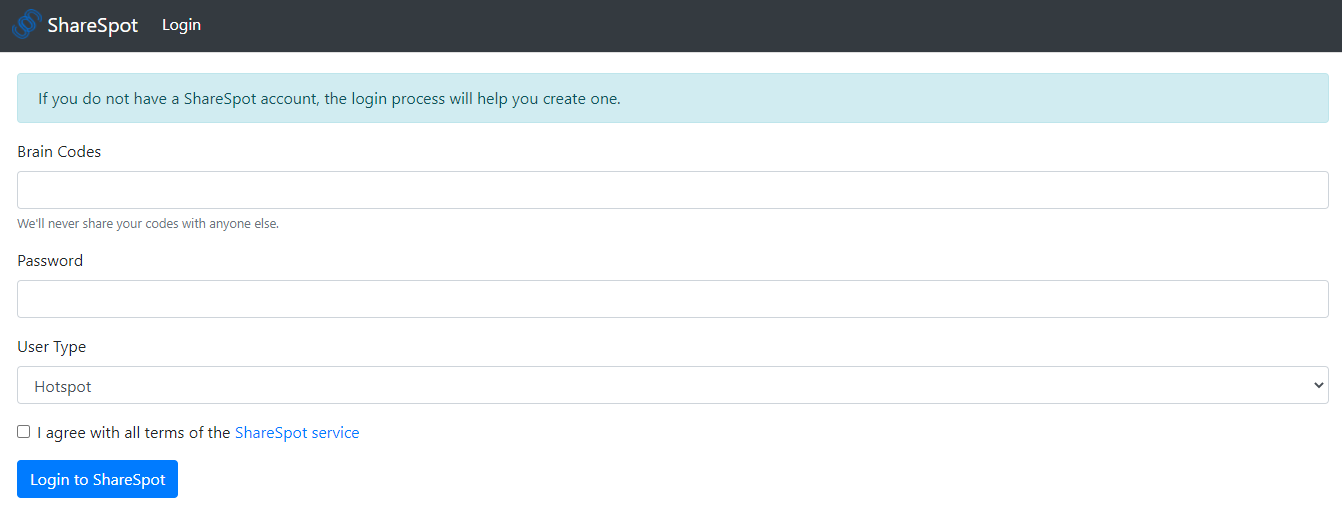 ShareSpot Login
If you do not have a ShareSpot account, the login process will help you create one.
Brain Codes
We'll never share your codes with anyone else.
Password
User Type
Hotspot
I agree with all terms of the ShareSpot service
Login to ShareSpot